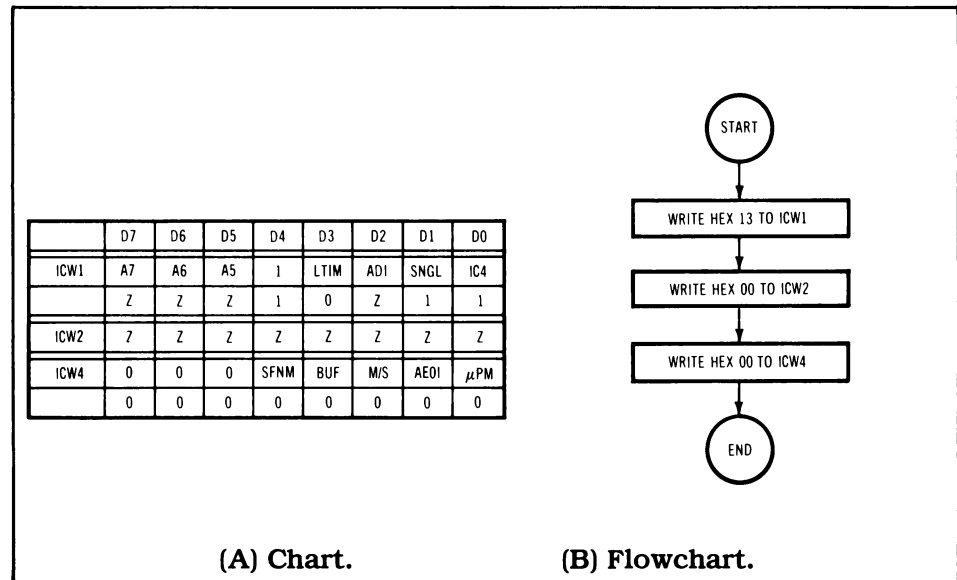 D7 D6 D5 D4 D3 D2 D1 D0
ICW1 A7 A6 A5 1 LTIM ADI SNGL IC4
Z Z Z 1 0 Z 1 1
ICW2 Z Z Z Z Z Z Z Z
ICW4 0 0 0 SFNM BUF M/S AEOI μPM
0 0 0 0 0 0 0 0
(A) Chart.
START
WRITE HEX 13 TO ICW1
WRITE HEX 00 TO ICW2
WRITE HEX 00 TO ICW4
END
(B) Flowchart.